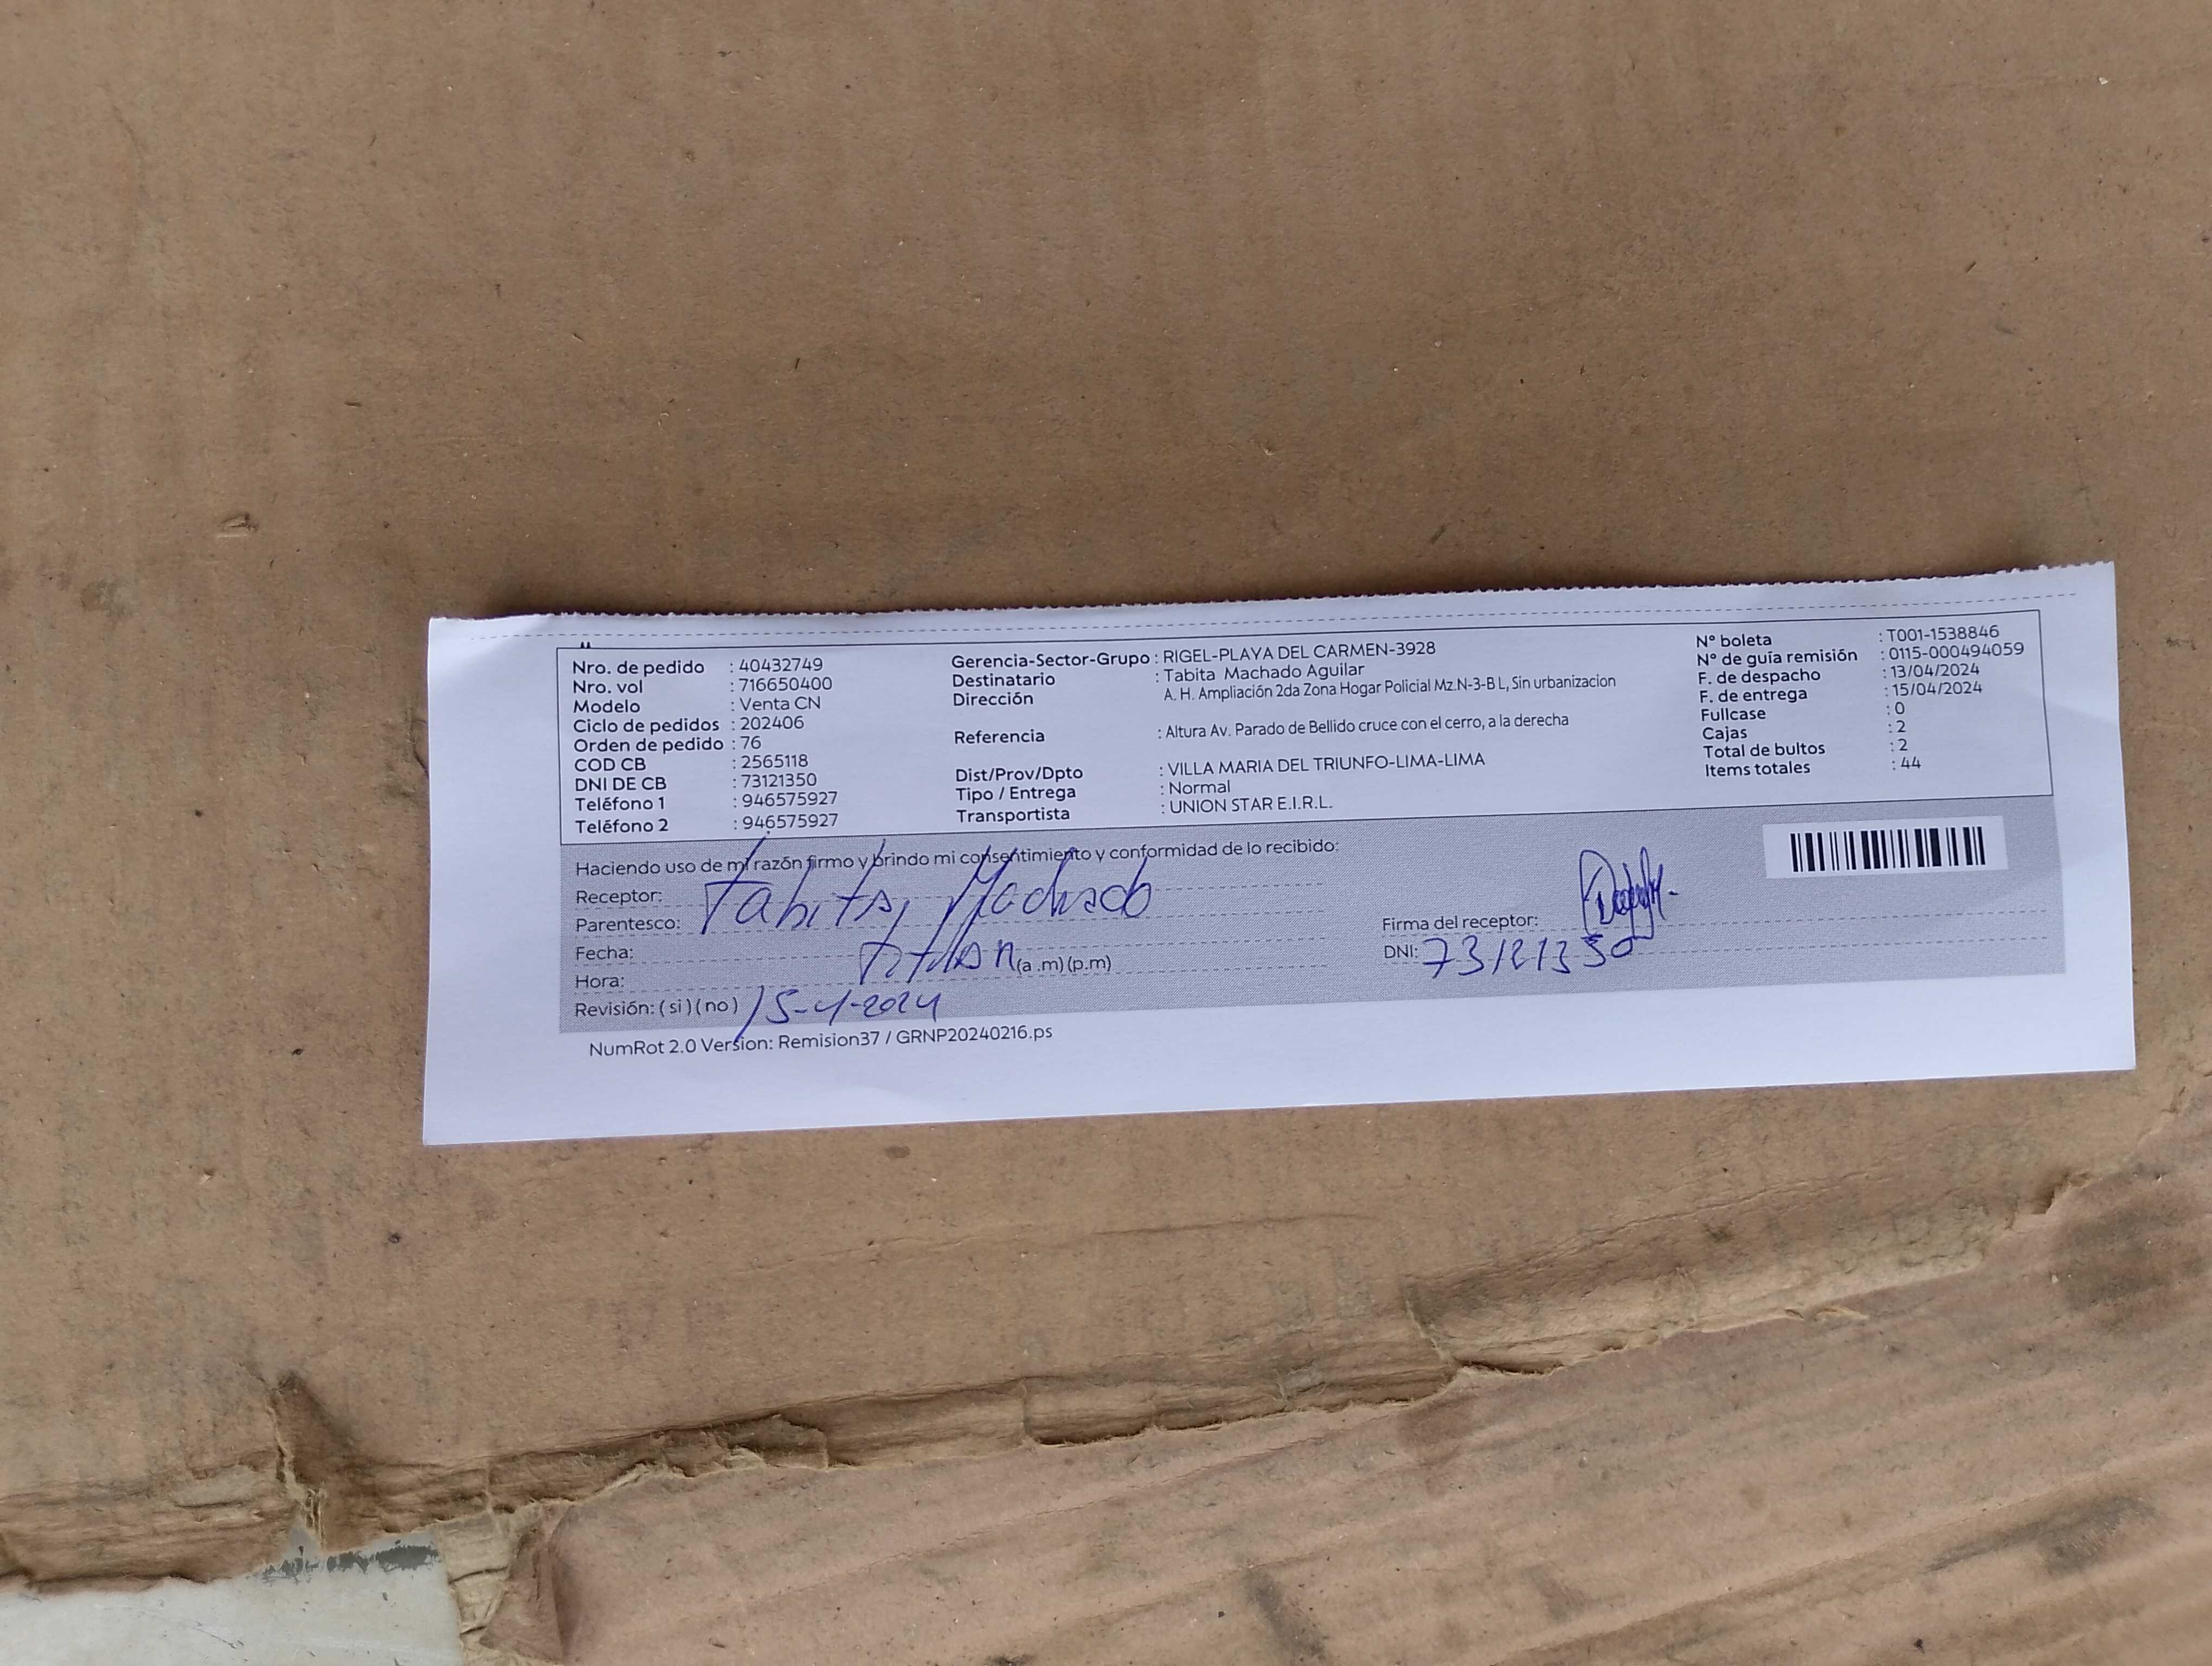 Nro. de pedido : 40432749
Nro. vol : 716650400
Modelo : Venta CN
Ciclo de pedidos : 202406
Orden de pedido : 76
COD CB : 2565118
DNI DE CB : 73121350
Teléfono 1 : 946575927
Teléfono 2 : 946575927
Gerencia-Sector-Grupo : RIGEL-PLAYA DEL CARMEN-3928
Destinatario : Tabita Machado Aguilar
Dirección A. H. Ampliación 2da Zona Hogar Policial Mz.N-3-B L, Sin urbanizacion
Referencia : Altura Av. Parado de Bellido cruce con el cerro, a la derecha
Dist/Prov/Dpto : VILLA MARIA DEL TRIUNFO-LIMA-LIMA
Tipo / Entrega : Normal
Transportista : UNION STAR E.I.R.L.
N° boleta : T001-1538846
N° de guía remisión : 0115-000494059
F. de despacho : 13/04/2024
F. de entrega : 15/04/2024
Fullcase : 0
Cajas : 2
Total de bultos : 2
Items totales : 44
Haciendo uso de mi razón firmo y brindo mi consentimiento y conformidad de lo recibido:
Receptor: Tabita Machado
Parentesco:
Fecha:
Hora: (a .m) (p.m)
Revisión: ( si ) ( no ) 15-4-2024
Firma del receptor:
DNI: 73121350
NumRot 2.0 Version: Remision37 / GRNP20240216.ps